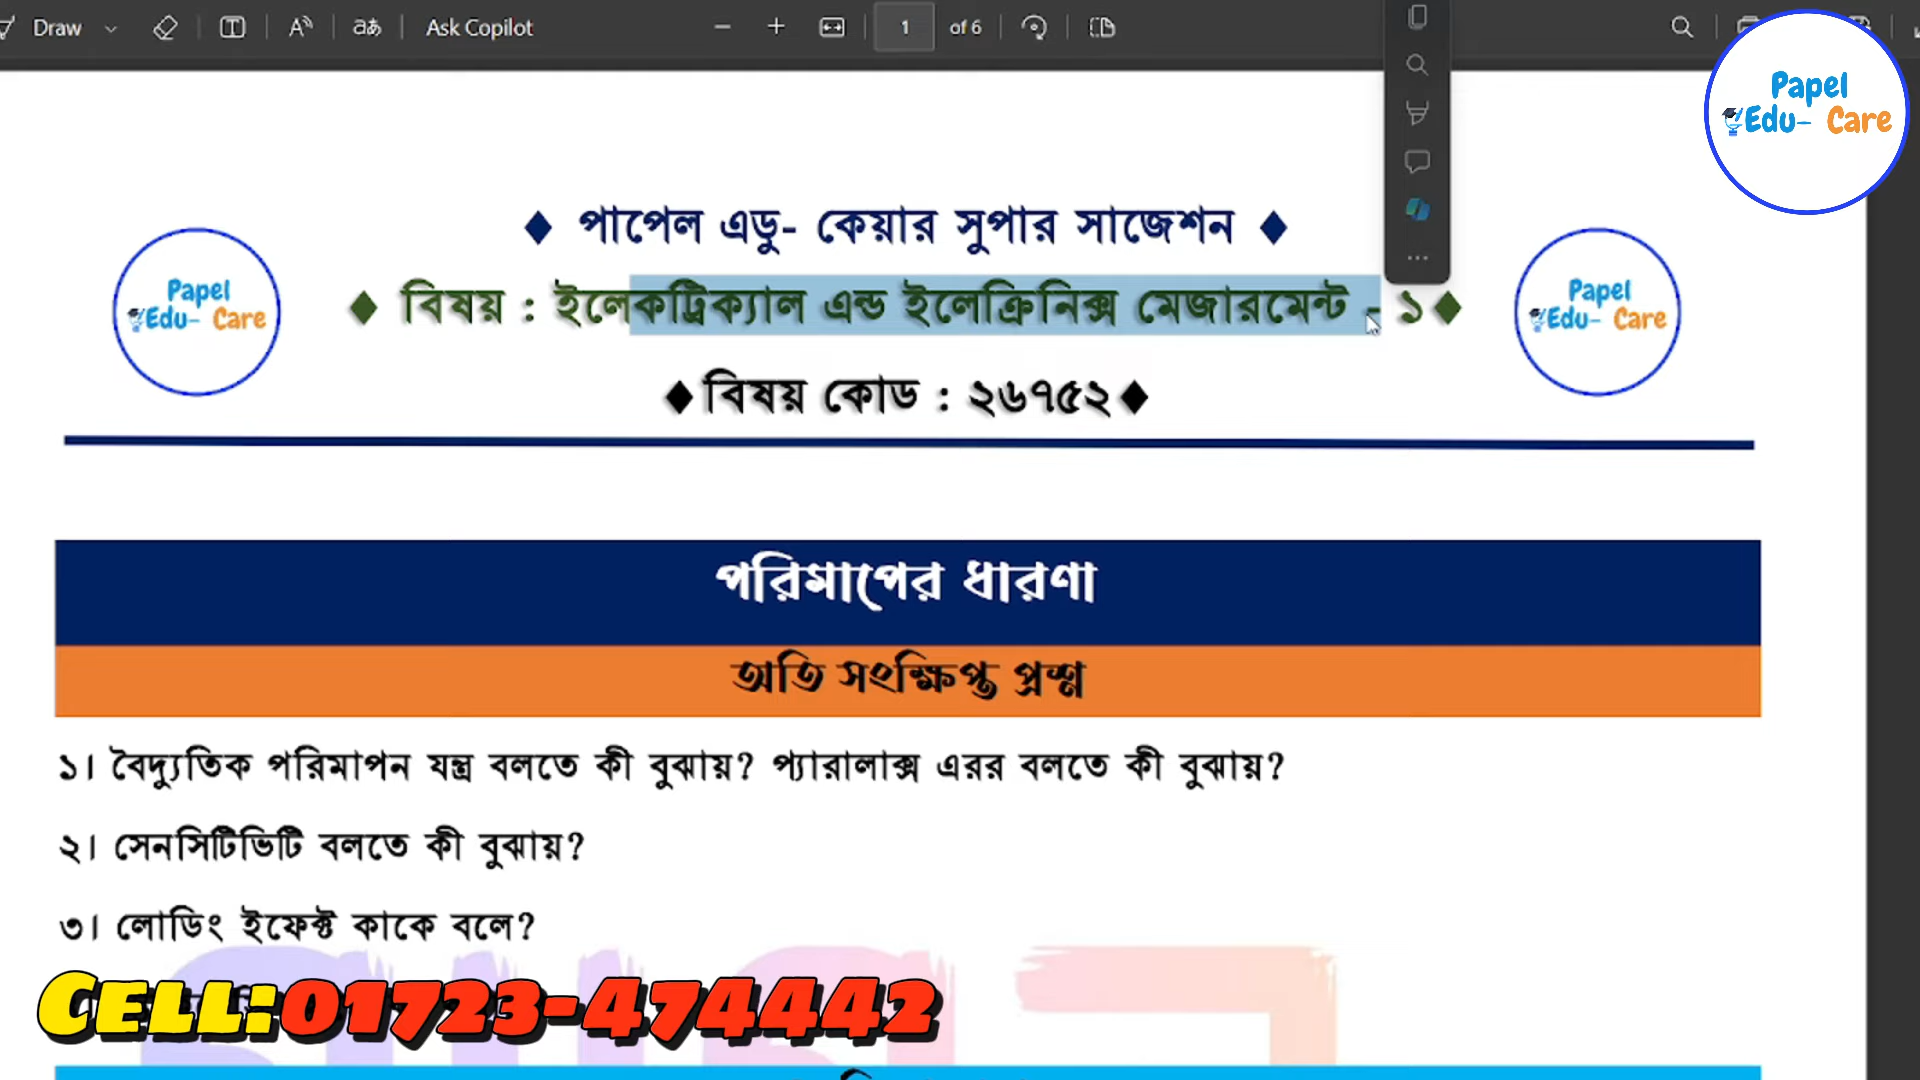 Draw
Ask Copilot
1 of 6
Papel
Edu- Care
◆ পাপেল এডু- কেয়ার সুপার সাজেশন ◆
Papel
Edu- Care
◆ বিষয় : ইলেকট্রিক্যাল এন্ড ইলেক্ট্রিনিক্স মেজারমেন্ট - ১◆
Papel
Edu- Care
◆বিষয় কোড : ২৬৭৫২◆
পরিমাপের ধারণা
অতি সংক্ষিপ্ত প্রশ্ন
১। বৈদ্যুতিক পরিমাপন যন্ত্র বলতে কী বুঝায়? প্যারালাক্স এরর বলতে কী বুঝায়?
২। সেনসিটিভিটি বলতে কী বুঝায়?
৩। লোডিং ইফেক্ট কাকে বলে?
CELL:01723-474442